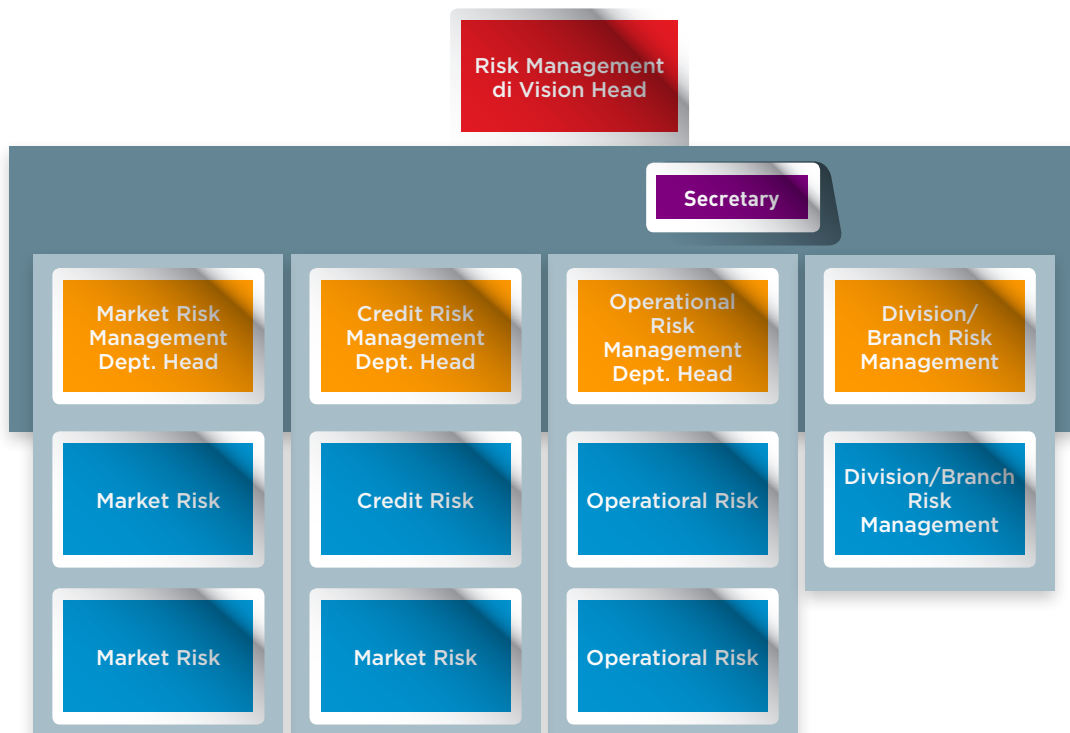 Risk Management
di Vision Head
Secretary
Market Risk
Management
Dept. Head
Credit Risk
Management
Dept. Head
Operational
Risk
Management
Dept. Head
Division/
Branch Risk
Management
Market Risk
Credit Risk
Operatioral Risk
Division/Branch
Risk
Management
Market Risk
Market Risk
Operatioral Risk